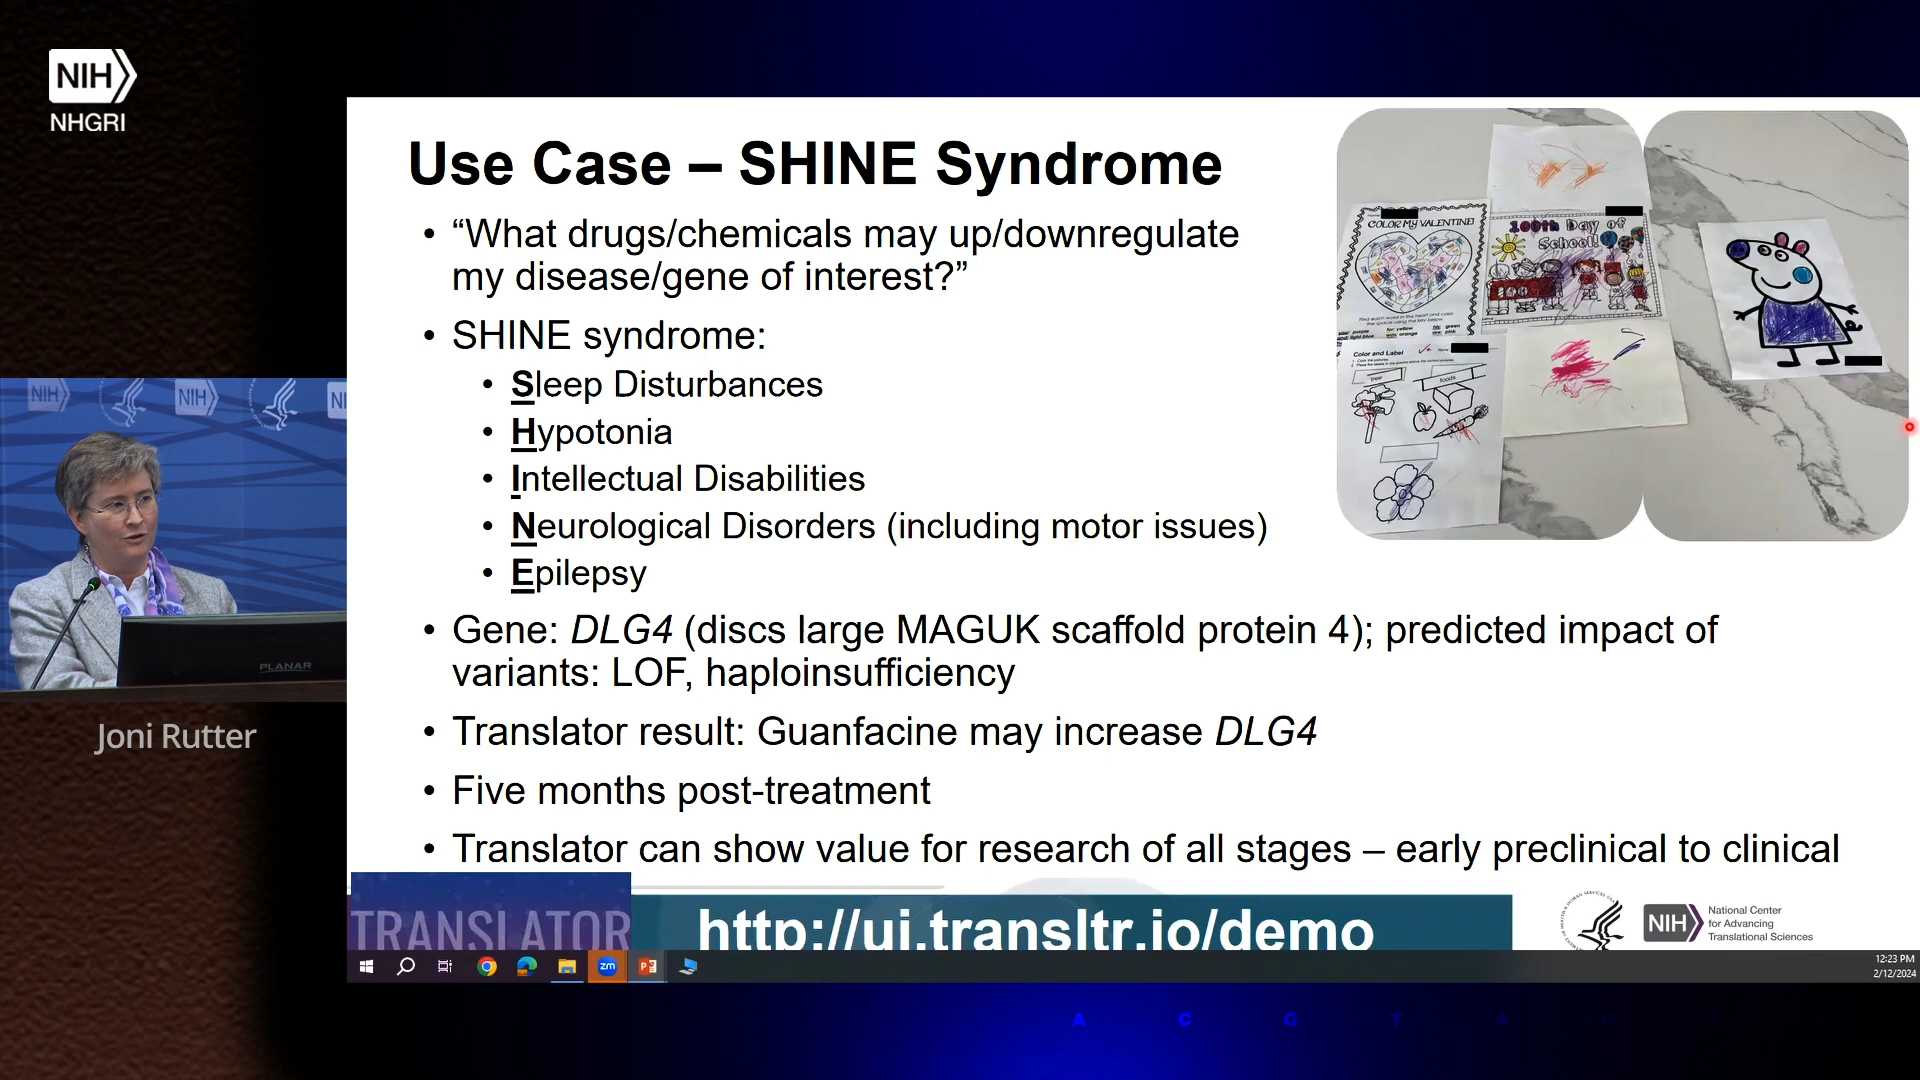 NIH
NHGRI
Use Case – SHINE Syndrome
• “What drugs/chemicals may up/downregulate
my disease/gene of interest?”
• SHINE syndrome:
• Sleep Disturbances
• Hypotonia
• Intellectual Disabilities
• Neurological Disorders (including motor issues)
• Epilepsy
• Gene: DLG4 (discs large MAGUK scaffold protein 4); predicted impact of
variants: LOF, haploinsufficiency
• Translator result: Guanfacine may increase DLG4
• Five months post-treatment
• Translator can show value for research of all stages – early preclinical to clinical
COLOR MY VALENTINE!
100th Day of
School!
Color and Label
tree
foods
NIH
NIH
PLANAR
Joni Rutter
TRANSLATOR
http://ui.transltr.io/demo
NIH
National Center
for Advancing
Translational Sciences
zm
12:23 PM
2/12/2024
A C G T A